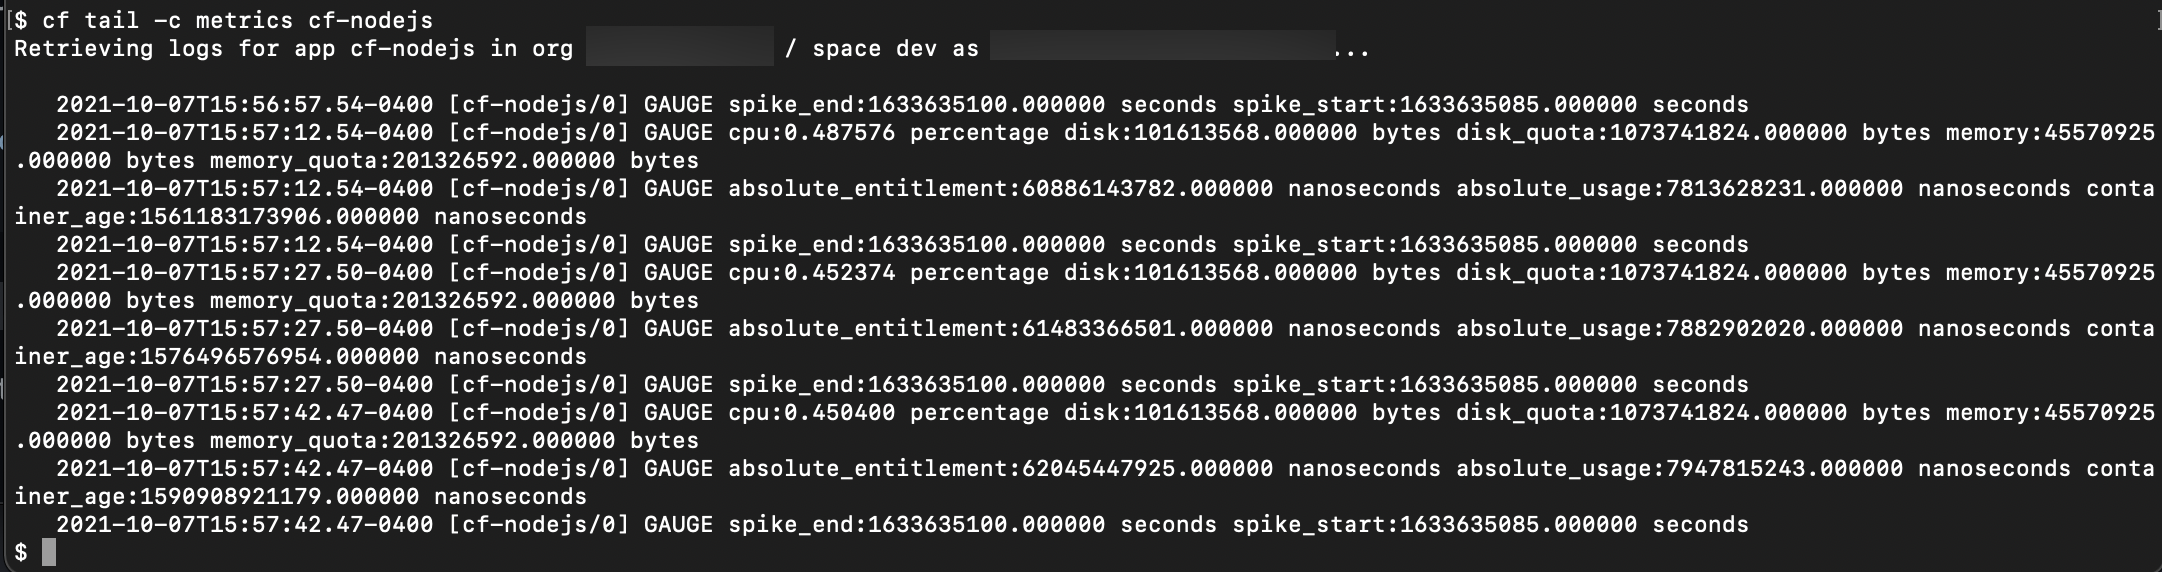 $ cf tail -c metrics cf-nodejs
Retrieving logs for app cf-nodejs in org / space dev as ...
2021-10-07T15:56:57.54-0400 [cf-nodejs/0] GAUGE spike_end:1633635100.000000 seconds spike_start:1633635085.000000 seconds
2021-10-07T15:57:12.54-0400 [cf-nodejs/0] GAUGE cpu:0.487576 percentage disk:101613568.000000 bytes disk_quota:1073741824.000000 bytes memory:45570925
.000000 bytes memory_quota:201326592.000000 bytes
2021-10-07T15:57:12.54-0400 [cf-nodejs/0] GAUGE absolute_entitlement:60886143782.000000 nanoseconds absolute_usage:7813628231.000000 nanoseconds conta
iner_age:1561183173906.000000 nanoseconds
2021-10-07T15:57:12.54-0400 [cf-nodejs/0] GAUGE spike_end:1633635100.000000 seconds spike_start:1633635085.000000 seconds
2021-10-07T15:57:27.50-0400 [cf-nodejs/0] GAUGE cpu:0.452374 percentage disk:101613568.000000 bytes disk_quota:1073741824.000000 bytes memory:45570925
.000000 bytes memory_quota:201326592.000000 bytes
2021-10-07T15:57:27.50-0400 [cf-nodejs/0] GAUGE absolute_entitlement:61483366501.000000 nanoseconds absolute_usage:7882902020.000000 nanoseconds conta
iner_age:1576496576954.000000 nanoseconds
2021-10-07T15:57:27.50-0400 [cf-nodejs/0] GAUGE spike_end:1633635100.000000 seconds spike_start:1633635085.000000 seconds
2021-10-07T15:57:42.47-0400 [cf-nodejs/0] GAUGE cpu:0.450400 percentage disk:101613568.000000 bytes disk_quota:1073741824.000000 bytes memory:45570925
.000000 bytes memory_quota:201326592.000000 bytes
2021-10-07T15:57:42.47-0400 [cf-nodejs/0] GAUGE absolute_entitlement:62045447925.000000 nanoseconds absolute_usage:7947815243.000000 nanoseconds conta
iner_age:1590908921179.000000 nanoseconds
2021-10-07T15:57:42.47-0400 [cf-nodejs/0] GAUGE spike_end:1633635100.000000 seconds spike_start:1633635085.000000 seconds
$